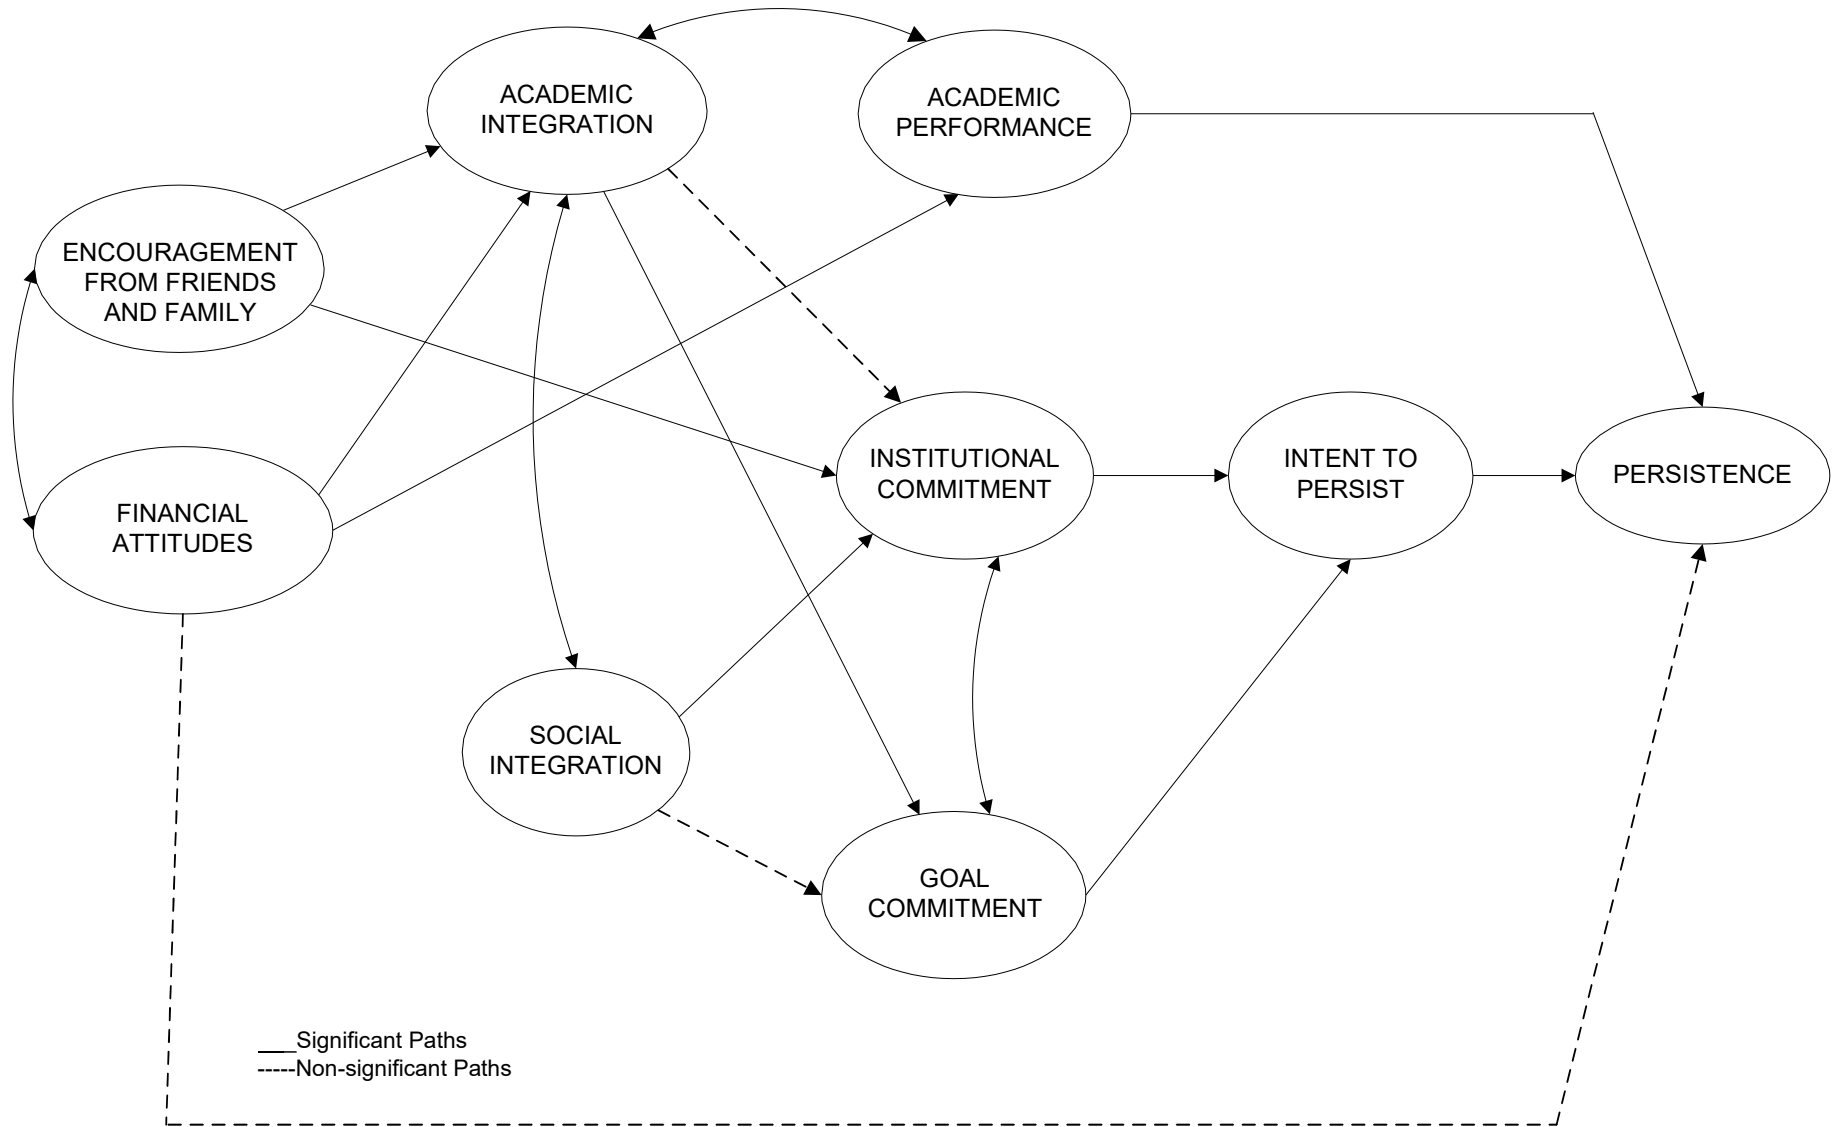 ACADEMIC
INTEGRATION
ACADEMIC
PERFORMANCE
ENCOURAGEMENT
FROM FRIENDS
AND FAMILY
INSTITUTIONAL
COMMITMENT
INTENT TO
PERSIST
PERSISTENCE
FINANCIAL
ATTITUDES
SOCIAL
INTEGRATION
GOAL
COMMITMENT
___Significant Paths
-----Non-significant Paths